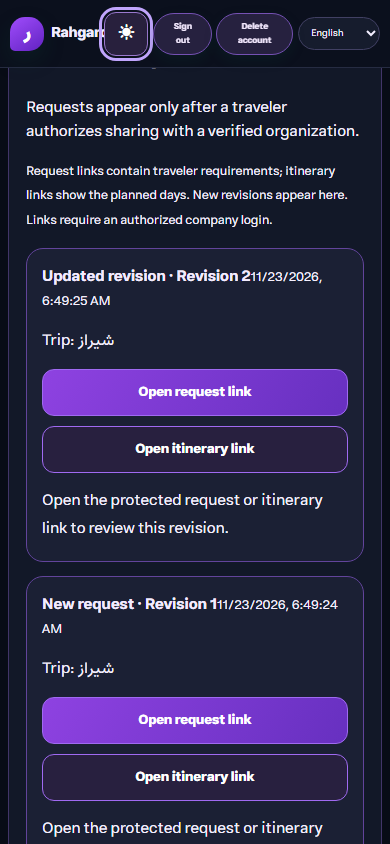 Sign
out
Delete
account
English
Requests appear only after a traveler
authorizes sharing with a verified organization.
Request links contain traveler requirements; itinerary
links show the planned days. New revisions appear here.
Links require an authorized company login.
Updated revision · Revision 211/23/2026,
6:49:25 AM
Trip: شیراز
Open request link
Open itinerary link
Open the protected request or itinerary
link to review this revision.
New request · Revision 111/23/2026, 6:49:24
AM
Trip: شیراز
Open request link
Open itinerary link
Open the protected request or itinerary